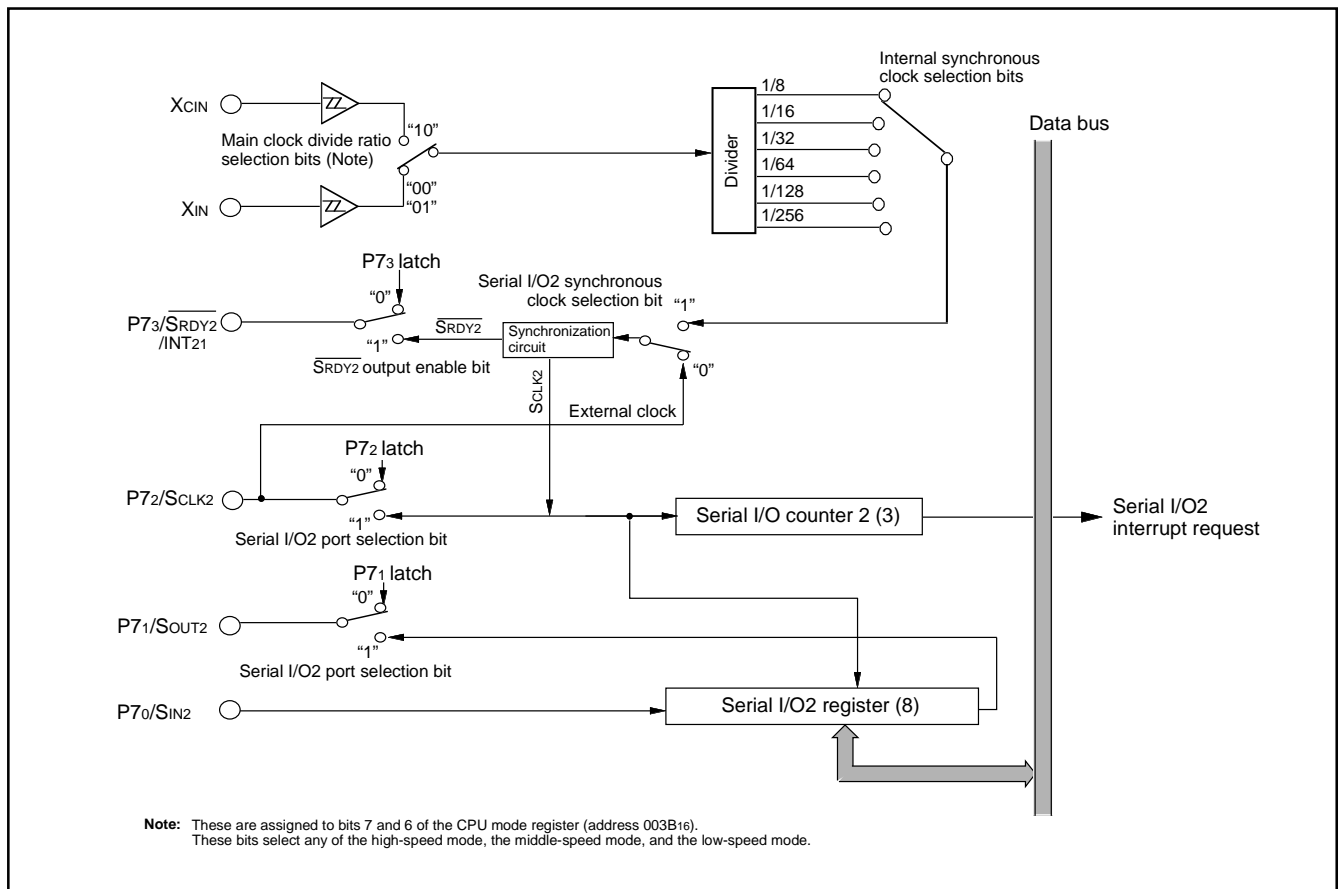 XCIN
Main clock divide ratio
selection bits (Note)
“10”
“00”
“01”
XIN
Divider
1/8
1/16
1/32
1/64
1/128
1/256
Internal synchronous
clock selection bits
Data bus
P73 latch
“0”
P73/SRDY2
/INT21
“1”
SRDY2
SRDY2 output enable bit
Synchronization
circuit
Serial I/O2 synchronous
clock selection bit
“1”
“0”
SCLK2
External clock
P72 latch
“0”
P72/SCLK2
“1”
Serial I/O2 port selection bit
Serial I/O counter 2 (3)
Serial I/O2
interrupt request
P71 latch
“0”
P71/SOUT2
“1”
Serial I/O2 port selection bit
P70/SIN2
Serial I/O2 register (8)
Note: These are assigned to bits 7 and 6 of the CPU mode register (address 003B16).
These bits select any of the high-speed mode, the middle-speed mode, and the low-speed mode.